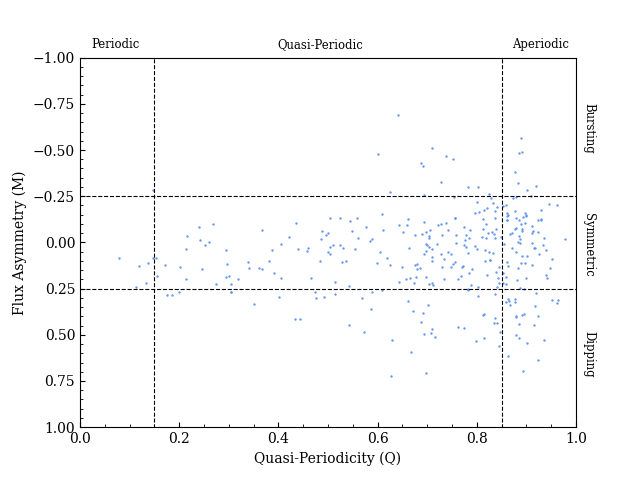 Periodic Quasi-Periodic Aperiodic
−1.00
−0.75
−0.50
−0.25
0.00
0.25
0.50
0.75
1.00
Flux Asymmetry (M)
Bursting
Symmetric
Dipping
0.0 0.2 0.4 0.6 0.8 1.0
Quasi-Periodicity (Q)